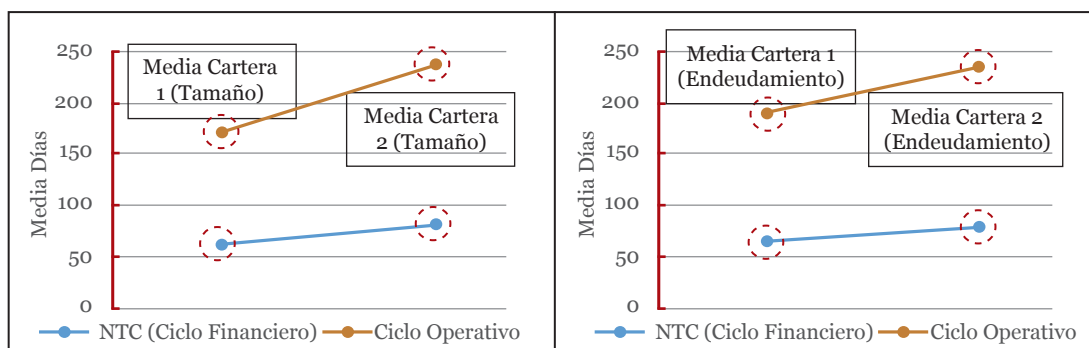 250
200
150
100
50
0
Media Días
Media Cartera
1 (Tamaño)
Media Cartera
2 (Tamaño)
NTC (Ciclo Financiero)
Ciclo Operativo
250
200
150
100
50
0
Media Días
Media Cartera 1
(Endeudamiento)
Media Cartera 2
(Endeudamiento)
NTC (Ciclo Financiero)
Ciclo Operativo